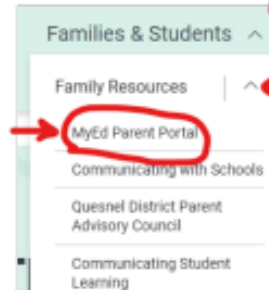 Families & Students
Family Resources
MyEd Parent Portal
Communicating with Schools
Quesnel District Parent
Advisory Council
Communicating Student
Learning